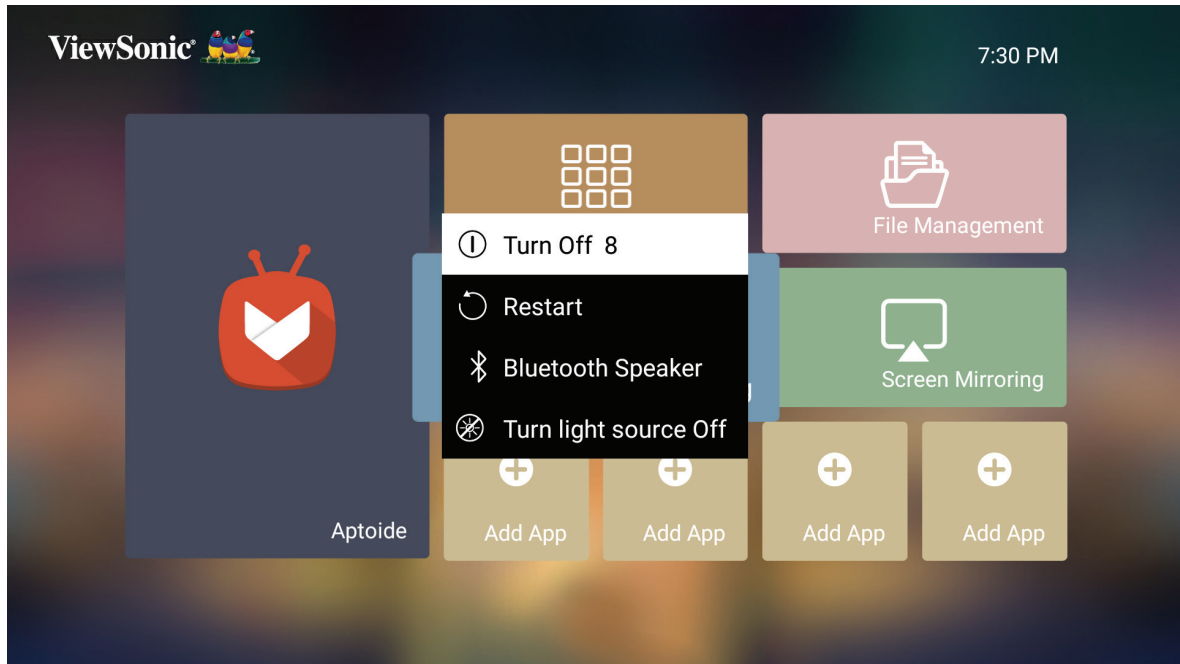 ViewSonic®
7:30 PM
File Management
Turn Off 8
Restart
Bluetooth Speaker
Turn light source Off
Screen Mirroring
Aptoide
Add App
Add App
Add App
Add App